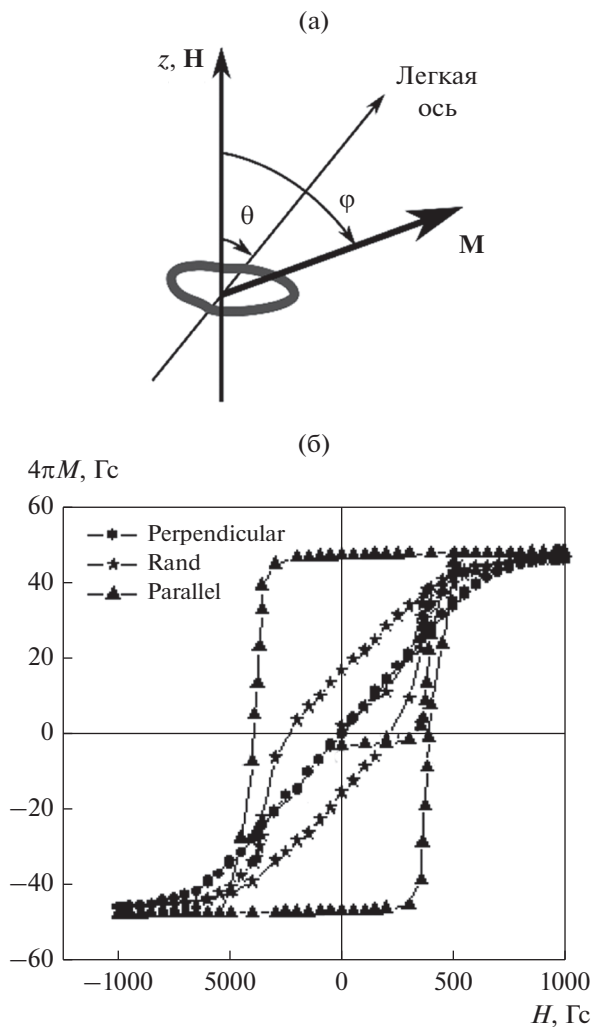 (а)
z, H
Легкая
ось
θ
φ
M
(б)
4πM, Гс
60
Perpendicular
Rand
Parallel
40
20
0
−20
−40
−60
−1000
5000
0
500
1000
H, Гс